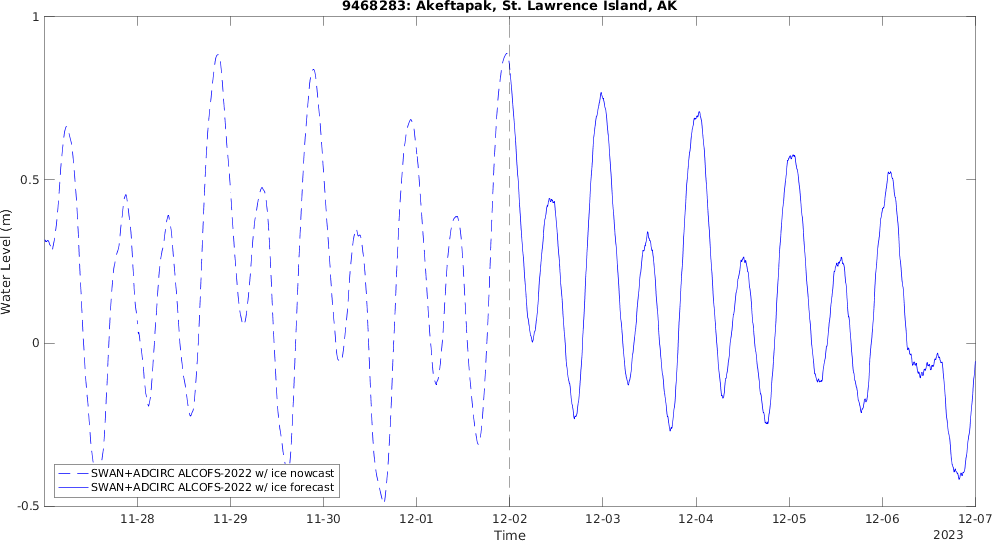 9468283: Akeftapak, St. Lawrence Island, AK
Water Level (m)
1
0.5
0
-0.5
SWAN+ADCIRC ALCOFS-2022 w/ ice nowcast
SWAN+ADCIRC ALCOFS-2022 w/ ice forecast
11-28 11-29 11-30 12-01 12-02 12-03 12-04 12-05 12-06 12-07
Time
2023